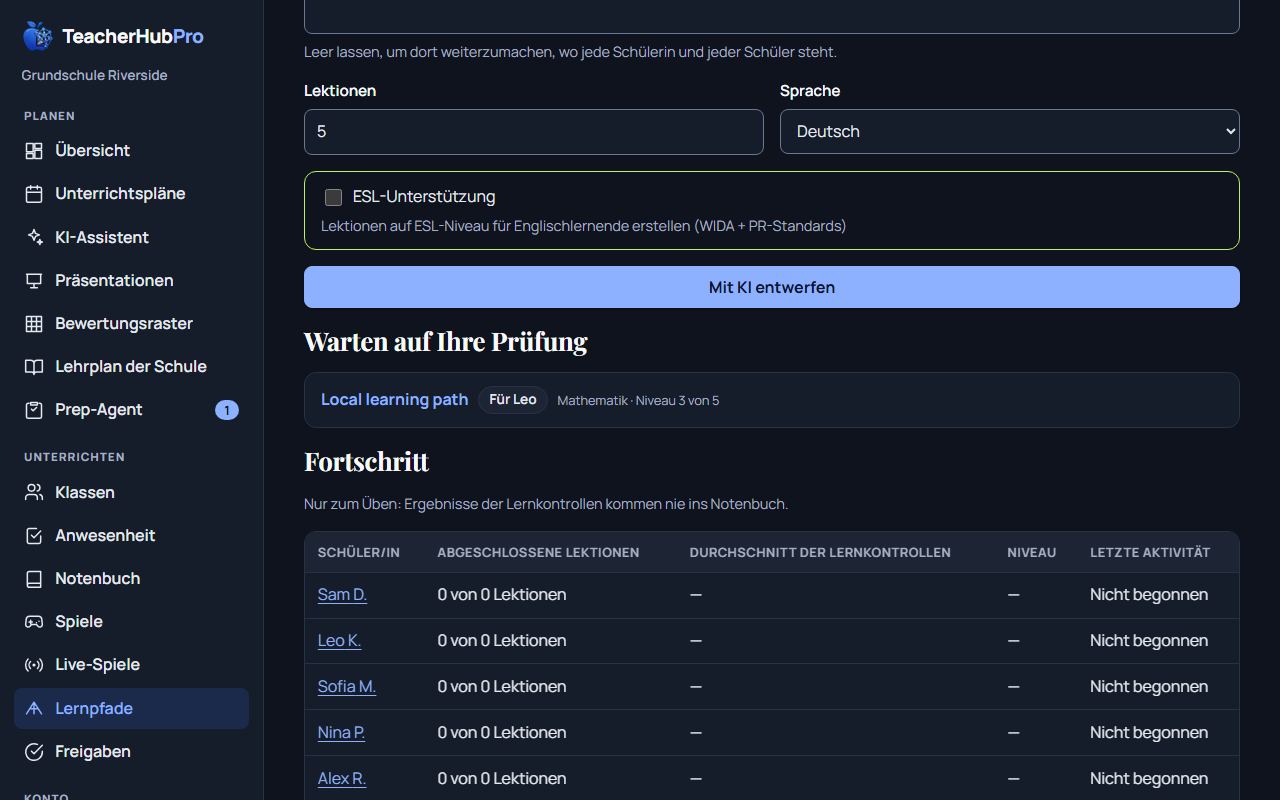 TeacherHubPro
Grundschule Riverside
PLANEN
Übersicht
Unterrichtspläne
KI-Assistent
Präsentationen
Bewertungsraster
Lehrplan der Schule
Prep-Agent 1
UNTERRICHTEN
Klassen
Anwesenheit
Notenbuch
Spiele
Live-Spiele
Lernpfade
Freigaben
KONTO
Leer lassen, um dort weiterzumachen, wo jede Schülerin und jeder Schüler steht.
Lektionen Sprache
5 Deutsch
ESL-Unterstützung
Lektionen auf ESL-Niveau für Englischlernende erstellen (WIDA + PR-Standards)
Mit KI entwerfen
Warten auf Ihre Prüfung
Local learning path Für Leo Mathematik · Niveau 3 von 5
Fortschritt
Nur zum Üben: Ergebnisse der Lernkontrollen kommen nie ins Notenbuch.
SCHÜLER/IN ABGESCHLOSSENE LEKTIONEN DURCHSCHNITT DER LERNKONTROLLEN NIVEAU LETZTE AKTIVITÄT
Sam D. 0 von 0 Lektionen — — Nicht begonnen
Leo K. 0 von 0 Lektionen — — Nicht begonnen
Sofia M. 0 von 0 Lektionen — — Nicht begonnen
Nina P. 0 von 0 Lektionen — — Nicht begonnen
Alex R. 0 von 0 Lektionen — — Nicht begonnen